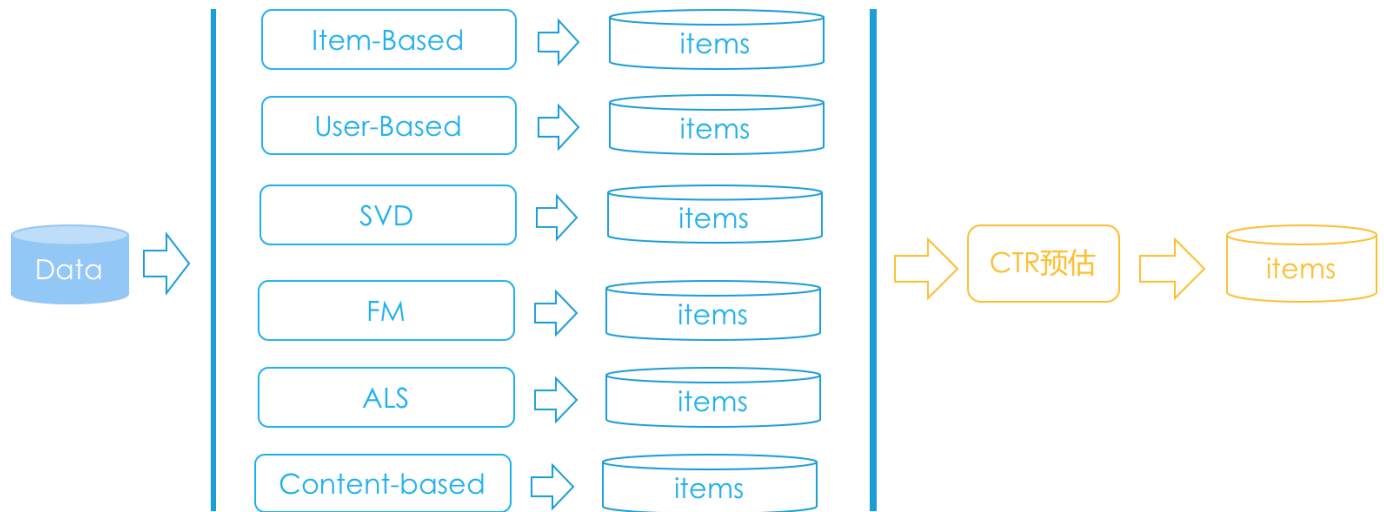 Item-Based
items
User-Based
items
SVD
items
Data
CTR预估
items
FM
items
ALS
items
Content-based
items
items